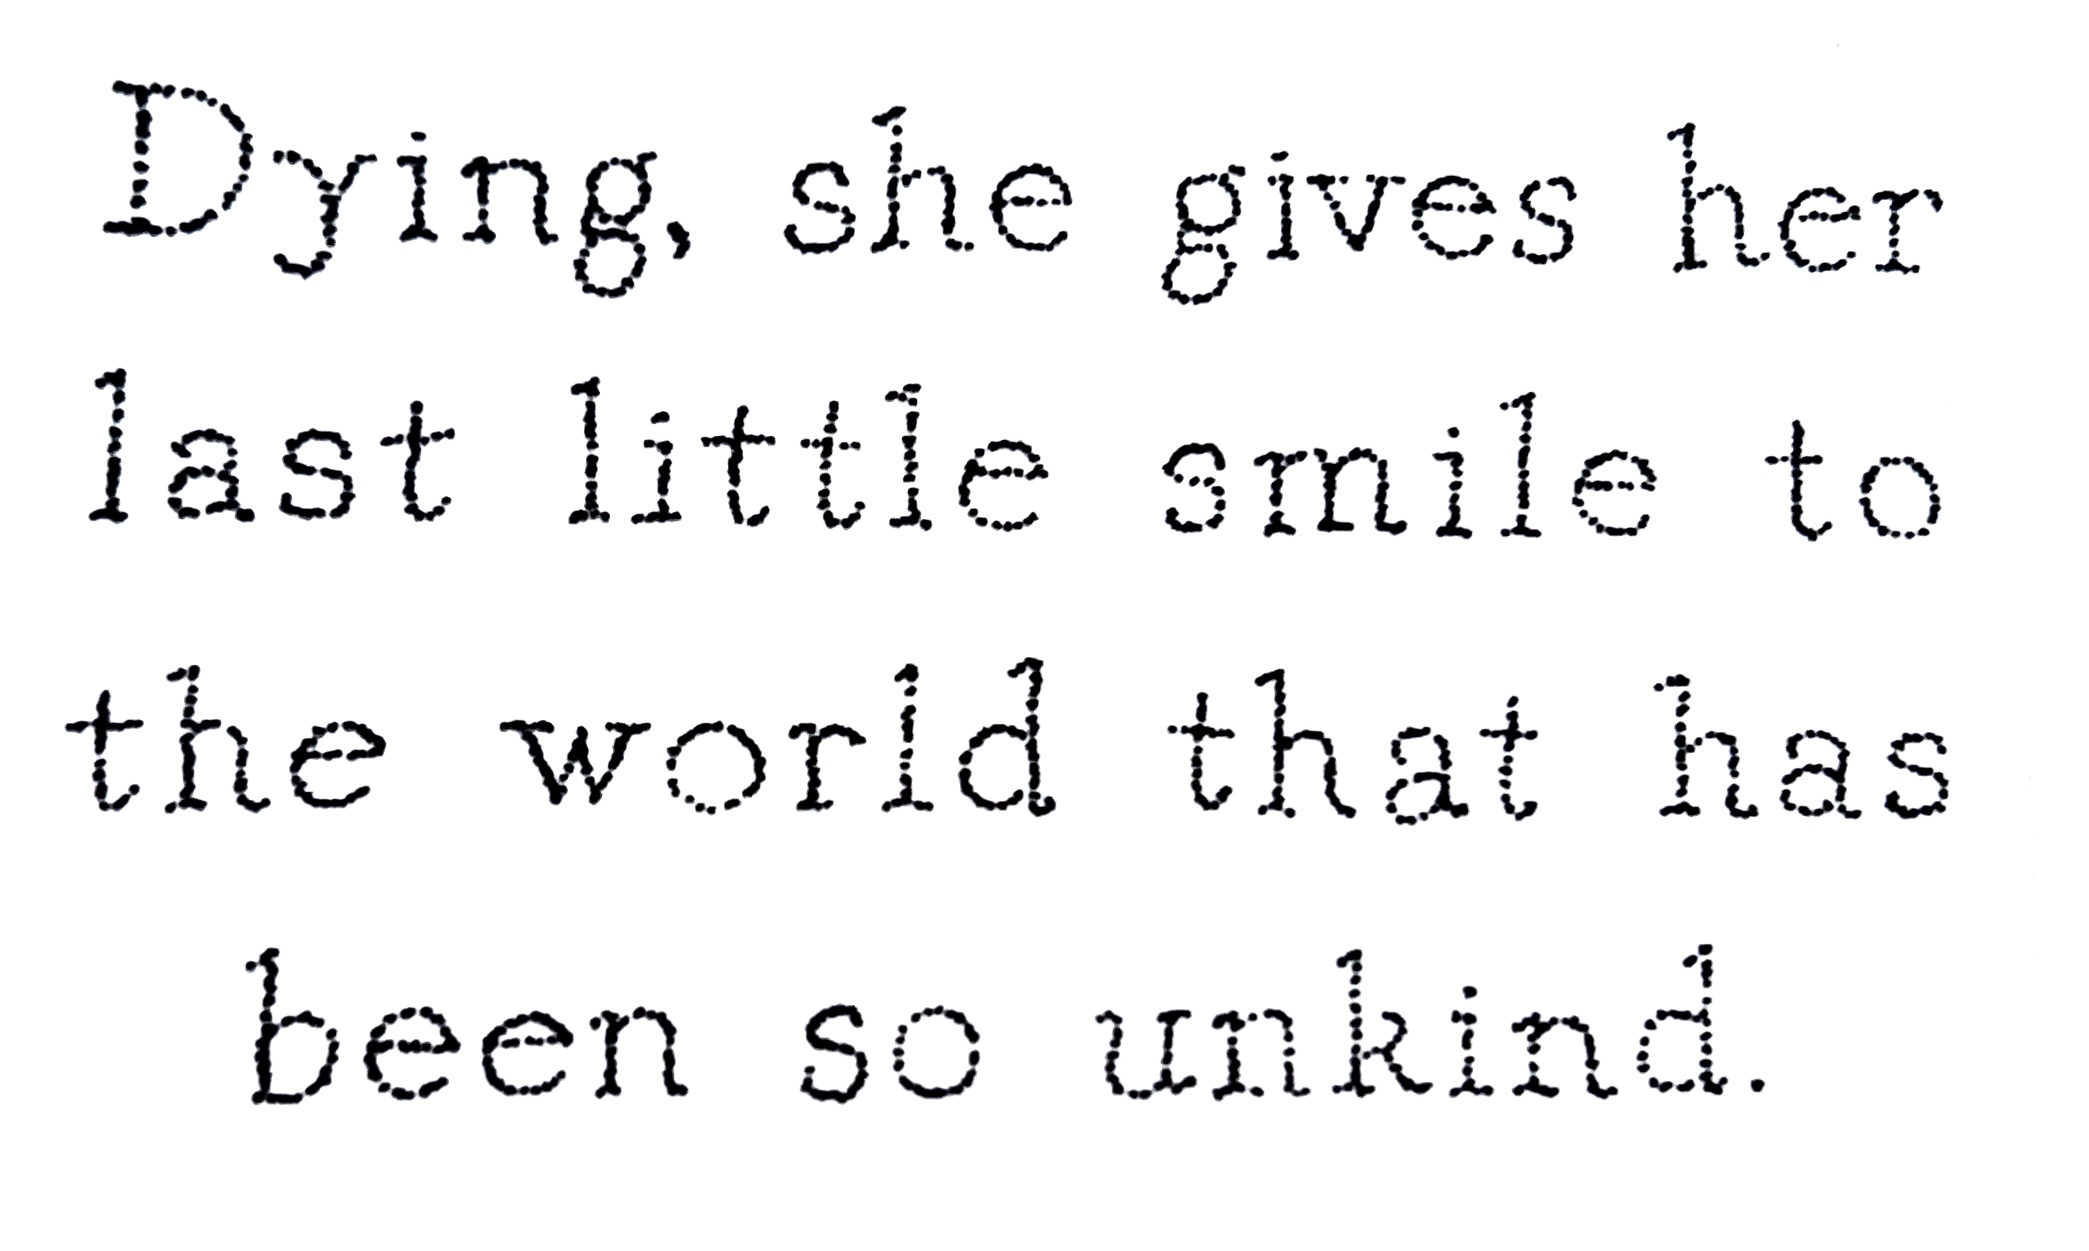 Dying, she gives her
last little smile to
the world that has
been so unkind.